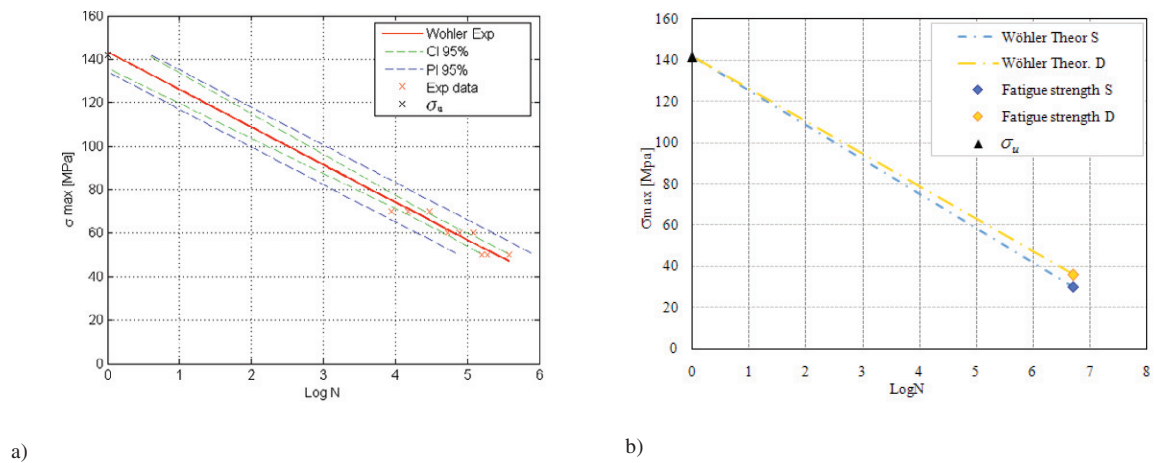 160
140
120
100
80
60
40
20
0
σ max [MPa]
0 1 2 3 4 5 6
Log N
Wohler Exp
CI 95%
PI 95%
Exp data
σu
a)
160
140
120
100
80
60
40
20
0
σmax [Mpa]
0 1 2 3 4 5 6 7 8
LogN
Wöhler Theor S
Wöhler Theor. D
Fatigue strength S
Fatigue strength D
σu
b)